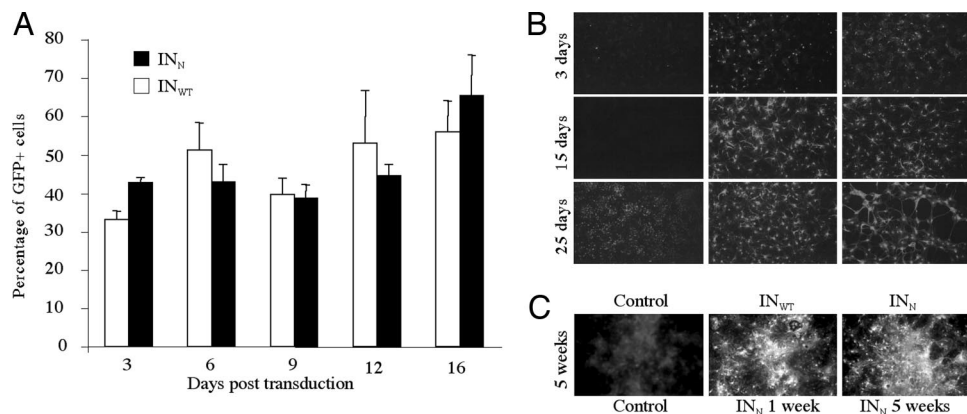 A
80
70
60
50
40
30
20
10
0
Percentage of GFP+ cells
IN_N
IN_WT
3 6 9 12 16
Days post transduction
B
3 days
15 days
25 days
C
Control IN_WT IN_N
5 weeks
Control IN_N 1 week IN_N 5 weeks